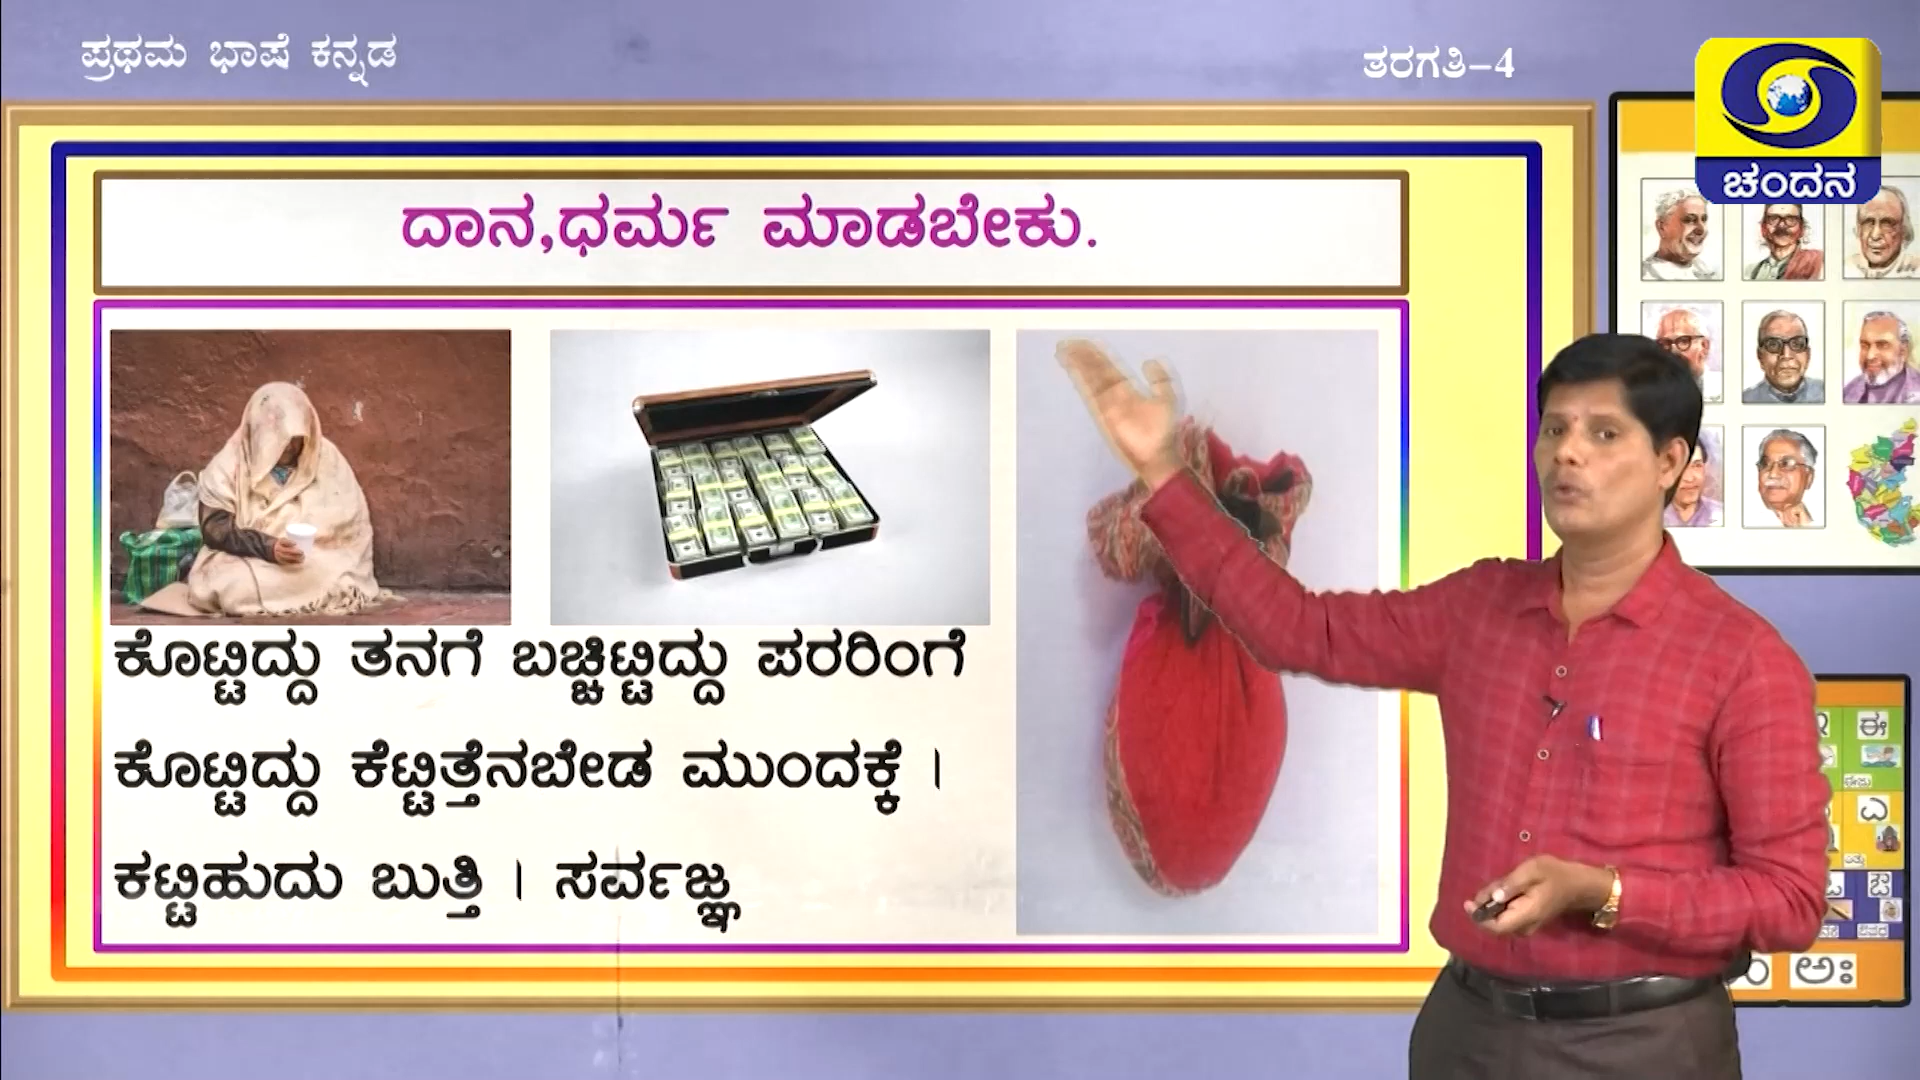 ಪ್ರಥಮ ಭಾಷೆ ಕನ್ನಡ
ತರಗತಿ-4
ಚಂದನ
ದಾನ,ಧರ್ಮ ಮಾಡಬೇಕು.
ಕೊಟ್ಟಿದ್ದು ತನಗೆ ಬಚ್ಚಿಟ್ಟಿದ್ದು ಪರರಿಂಗೆ
ಕೊಟ್ಟಿದ್ದು ಕೆಟ್ಟಿತ್ತೆನಬೇಡ ಮುಂದಕ್ಕೆ ।
ಕಟ್ಟಿಹುದು ಬುತ್ತಿ । ಸರ್ವಜ್ಞ
ಈ
ಎ
ಔ
ಅಃ